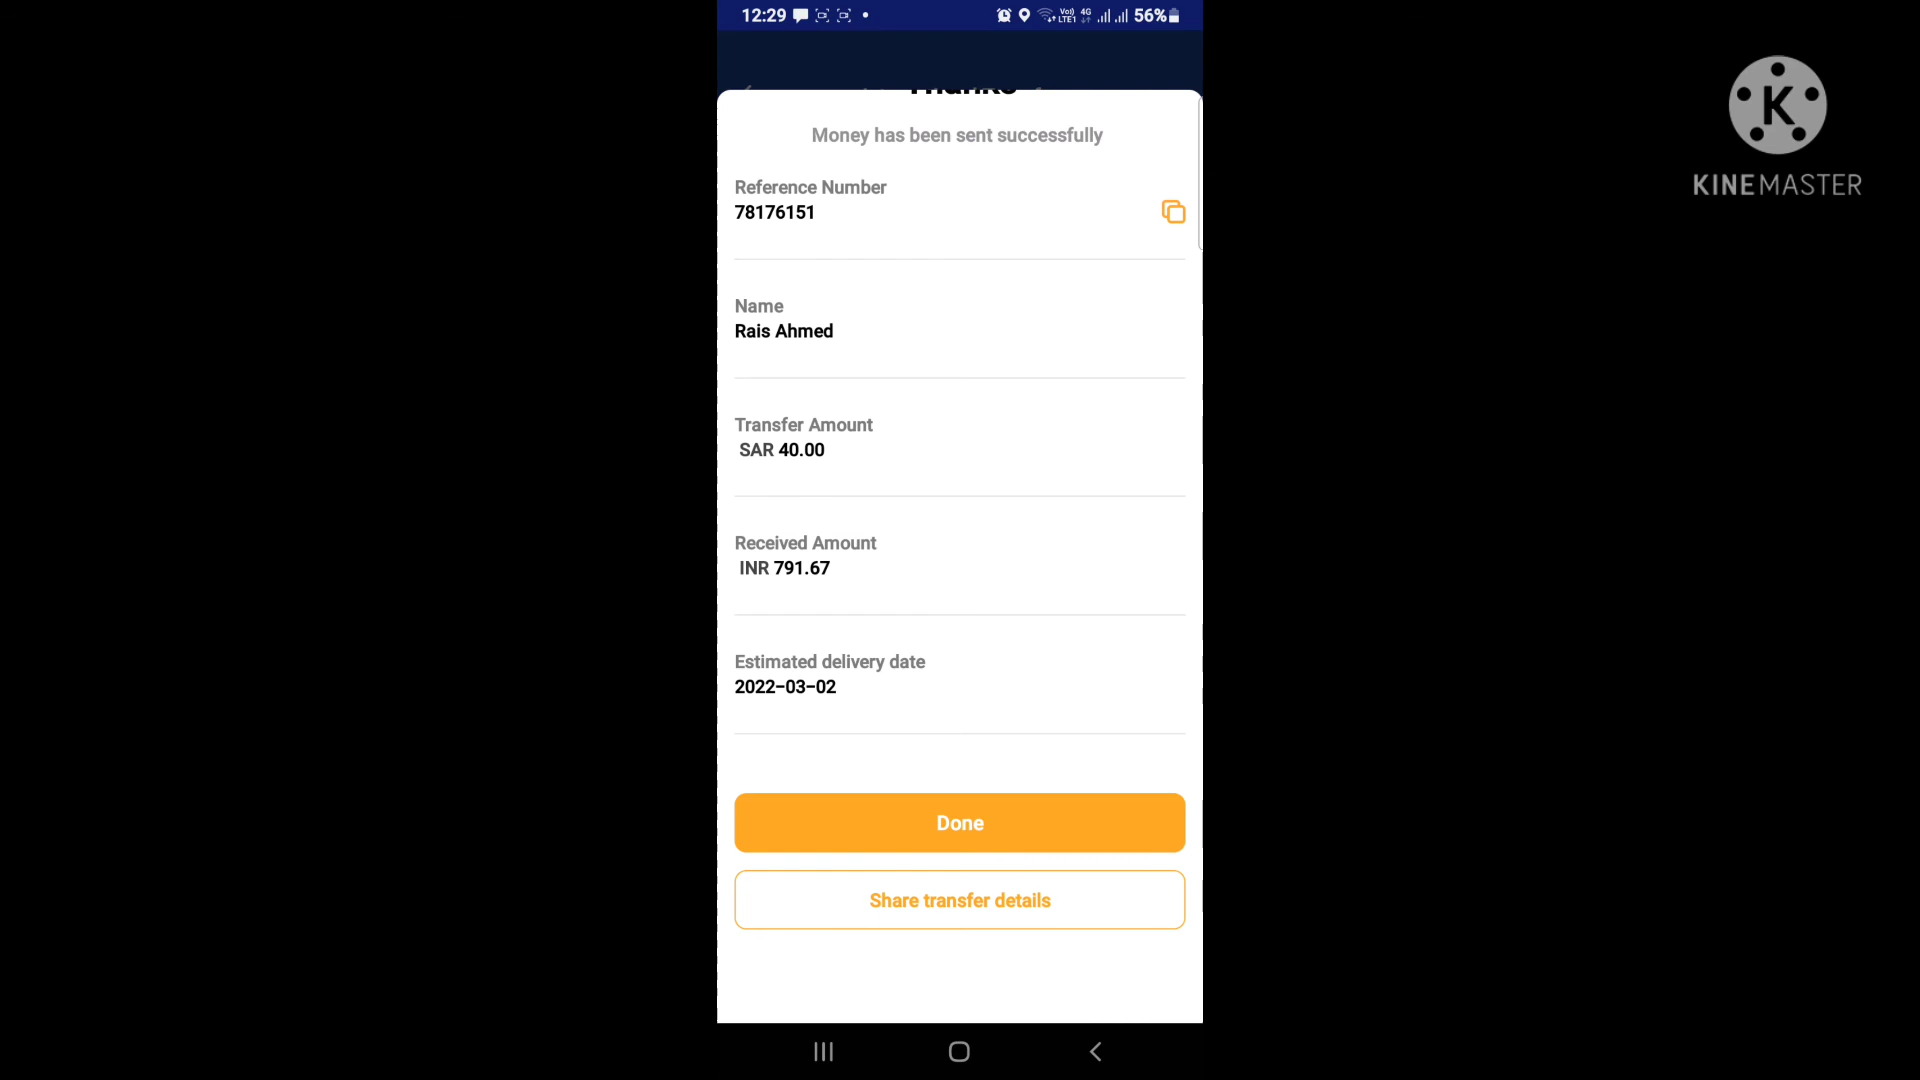 12:29
56%
Thanks
Money has been sent successfully
Reference Number
78176151
Name
Rais Ahmed
Transfer Amount
SAR 40.00
Received Amount
INR 791.67
Estimated delivery date
2022-03-02
Done
Share transfer details
K
KINEMASTER